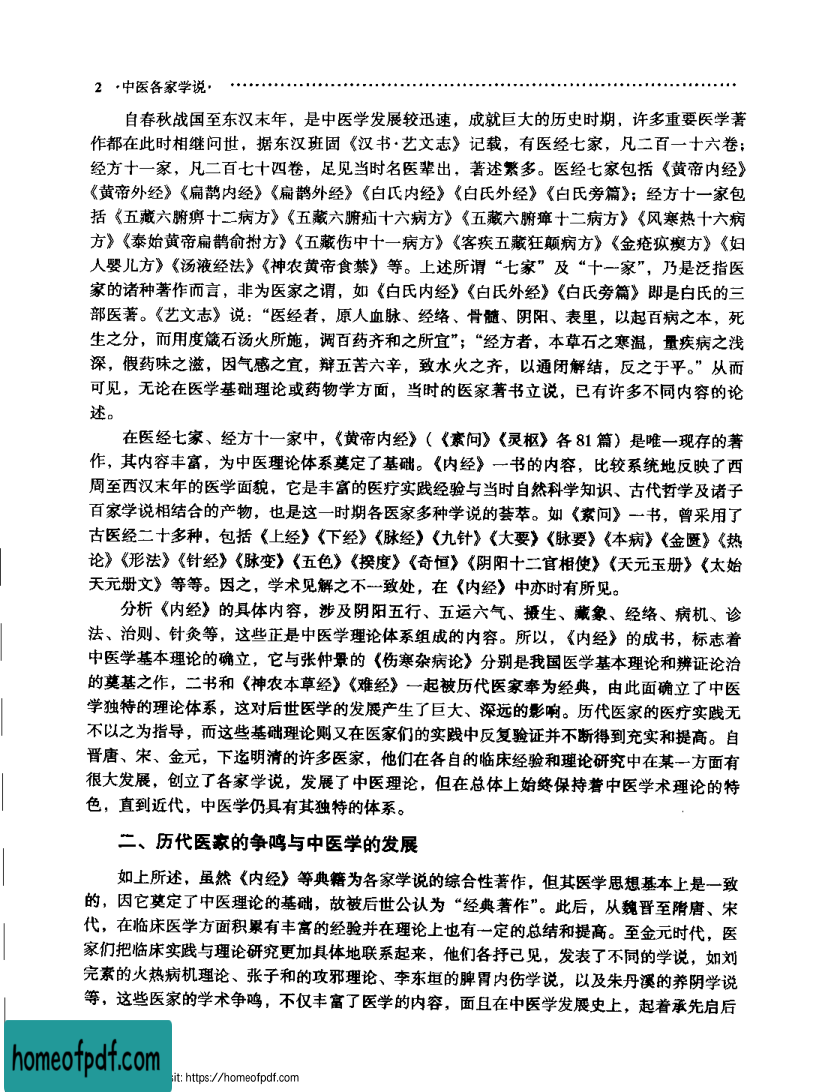 2 ·中医各家学说·
自春秋战国至东汉末年，是中医学发展较迅速，成就巨大的历史时期，许多重要医学著
作都在此时相继问世，据东汉班固《汉书·艺文志》记载，有医经七家，凡二百一十六卷；
经方十一家，凡二百七十四卷，足见当时名医辈出，著述繁多。医经七家包括《黄帝内经》
《黄帝外经》《扁鹊内经》《扁鹊外经》《白氏内经》《白氏外经》《白氏旁篇》；经方十一家包
括《五藏六腑痹十二病方》《五藏六腑疝十六病方》《五藏六腑瘅十二病方》《风寒热十六病
方》《泰始黄帝扁鹊俞拊方》《五藏伤中十一病方》《客疾五藏狂颠病方》《金疮疭瘈方》《妇
人婴儿方》《汤液经法》《神农黄帝食禁》等。上述所谓“七家”及“十一家”，乃是泛指医
家的诸种著作而言，非为医家之谓，如《白氏内经》《白氏外经》《白氏旁篇》即是白氏的三
部医著。《艺文志》说：“医经者，原人血脉、经络、骨髓、阴阳、表里，以起百病之本，死
生之分，而用度箴石汤火所施，调百药齐和之所宜”；“经方者，本草石之寒温，量疾病之浅
深，假药味之滋，因气感之宜，辩五苦六辛，致水火之齐，以通闭解结，反之于平。”从而
可见，无论在医学基础理论或药物学方面，当时的医家著书立说，已有许多不同内容的论
述。
在医经七家、经方十一家中，《黄帝内经》（《素问》《灵枢》各 81 篇）是唯一现存的著
作，其内容丰富，为中医理论体系奠定了基础。《内经》一书的内容，比较系统地反映了西
周至西汉末年的医学面貌，它是丰富的医疗实践经验与当时自然科学知识、古代哲学及诸子
百家学说相结合的产物，也是这一时期各医家多种学说的荟萃。如《素问》一书，曾采用了
古医经二十多种，包括《上经》《下经》《脉经》《九针》《大要》《脉要》《本病》《金匮》《热
论》《形法》《针经》《脉变》《五色》《揆度》《奇恒》《阴阳十二官相使》《天元玉册》《太始
天元册文》等等。因之，学术见解之不一致处，在《内经》中亦时有所见。
分析《内经》的具体内容，涉及阴阳五行、五运六气、摄生、藏象、经络、病机、诊
法、治则、针灸等，这些正是中医学理论体系组成的内容。所以，《内经》的成书，标志着
中医学基本理论的确立，它与张仲景的《伤寒杂病论》分别是我国医学基本理论和辨证论治
的奠基之作，二书和《神农本草经》《难经》一起被历代医家奉为经典，由此面确立了中医
学独特的理论体系，这对后世医学的发展产生了巨大、深远的影响。历代医家的医疗实践无
不以之为指导，而这些基础理论则又在医家们的实践中反复验证并不断得到充实和提高。自
晋唐、宋、金元，下迄明清的许多医家，他们在各自的临床经验和理论研究中在某一方面有
很大发展，创立了各家学说，发展了中医理论，但在总体上始终保持着中医学术理论的特
色，直到近代，中医学仍具有其独特的体系。
二、历代医家的争鸣与中医学的发展
如上所述，虽然《内经》等典籍为各家学说的综合性著作，但其医学思想基本上是一致
的，因它奠定了中医理论的基础，故被后世公认为“经典著作”。此后，从魏晋至隋唐、宋
代，在临床医学方面积累有丰富的经验并在理论上也有一定的总结和提高。至金元时代，医
家们把临床实践与理论研究更加具体地联系起来，他们各抒己见，发表了不同的学说，如刘
完素的火热病机理论、张子和的攻邪理论、李东垣的脾胃内伤学说，以及朱丹溪的养阴学说
等，这些医家的学术争鸣，不仅丰富了医学的内容，面且在中医学发展史上，起着承先启后
homeofpdf.com
sit: https://homeofpdf.com